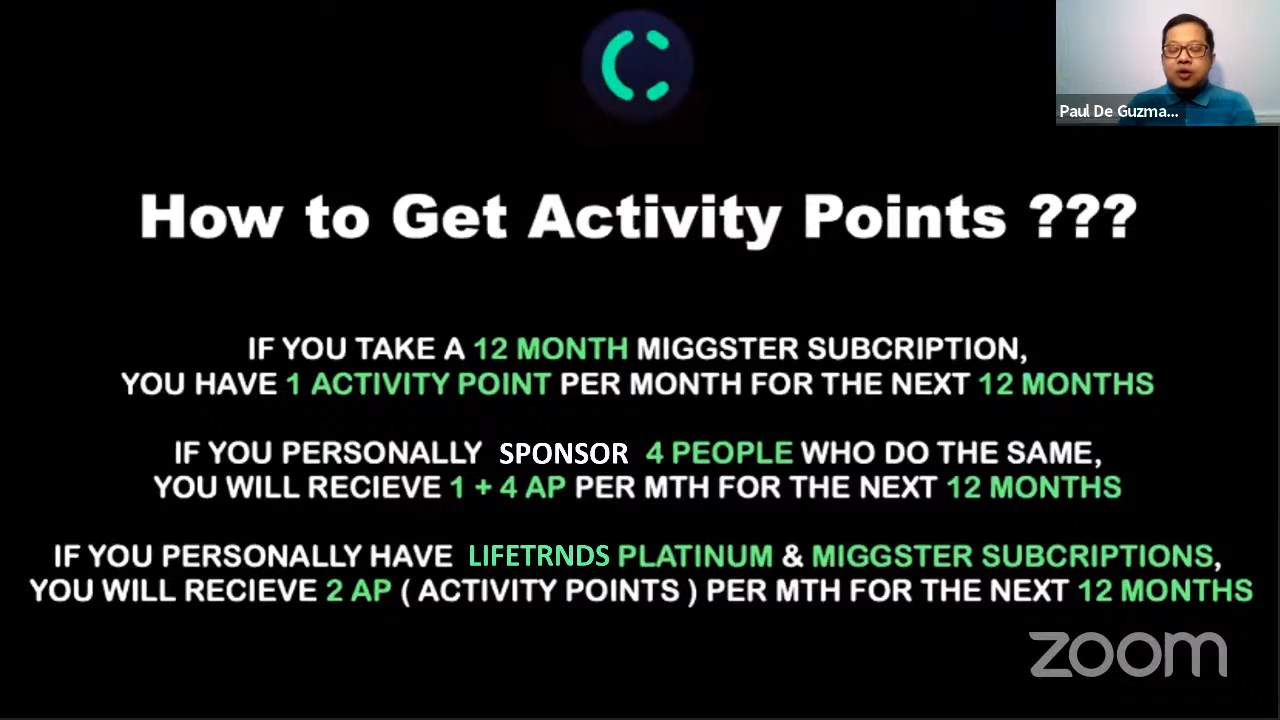 Paul De Guzma...
How to Get Activity Points ???
IF YOU TAKE A 12 MONTH MIGGSTER SUBCRIPTION,
YOU HAVE 1 ACTIVITY POINT PER MONTH FOR THE NEXT 12 MONTHS
IF YOU PERSONALLY SPONSOR 4 PEOPLE WHO DO THE SAME,
YOU WILL RECIEVE 1 + 4 AP PER MTH FOR THE NEXT 12 MONTHS
IF YOU PERSONALLY HAVE LIFETRNDS PLATINUM & MIGGSTER SUBCRIPTIONS,
YOU WILL RECIEVE 2 AP ( ACTIVITY POINTS ) PER MTH FOR THE NEXT 12 MONTHS
zoom